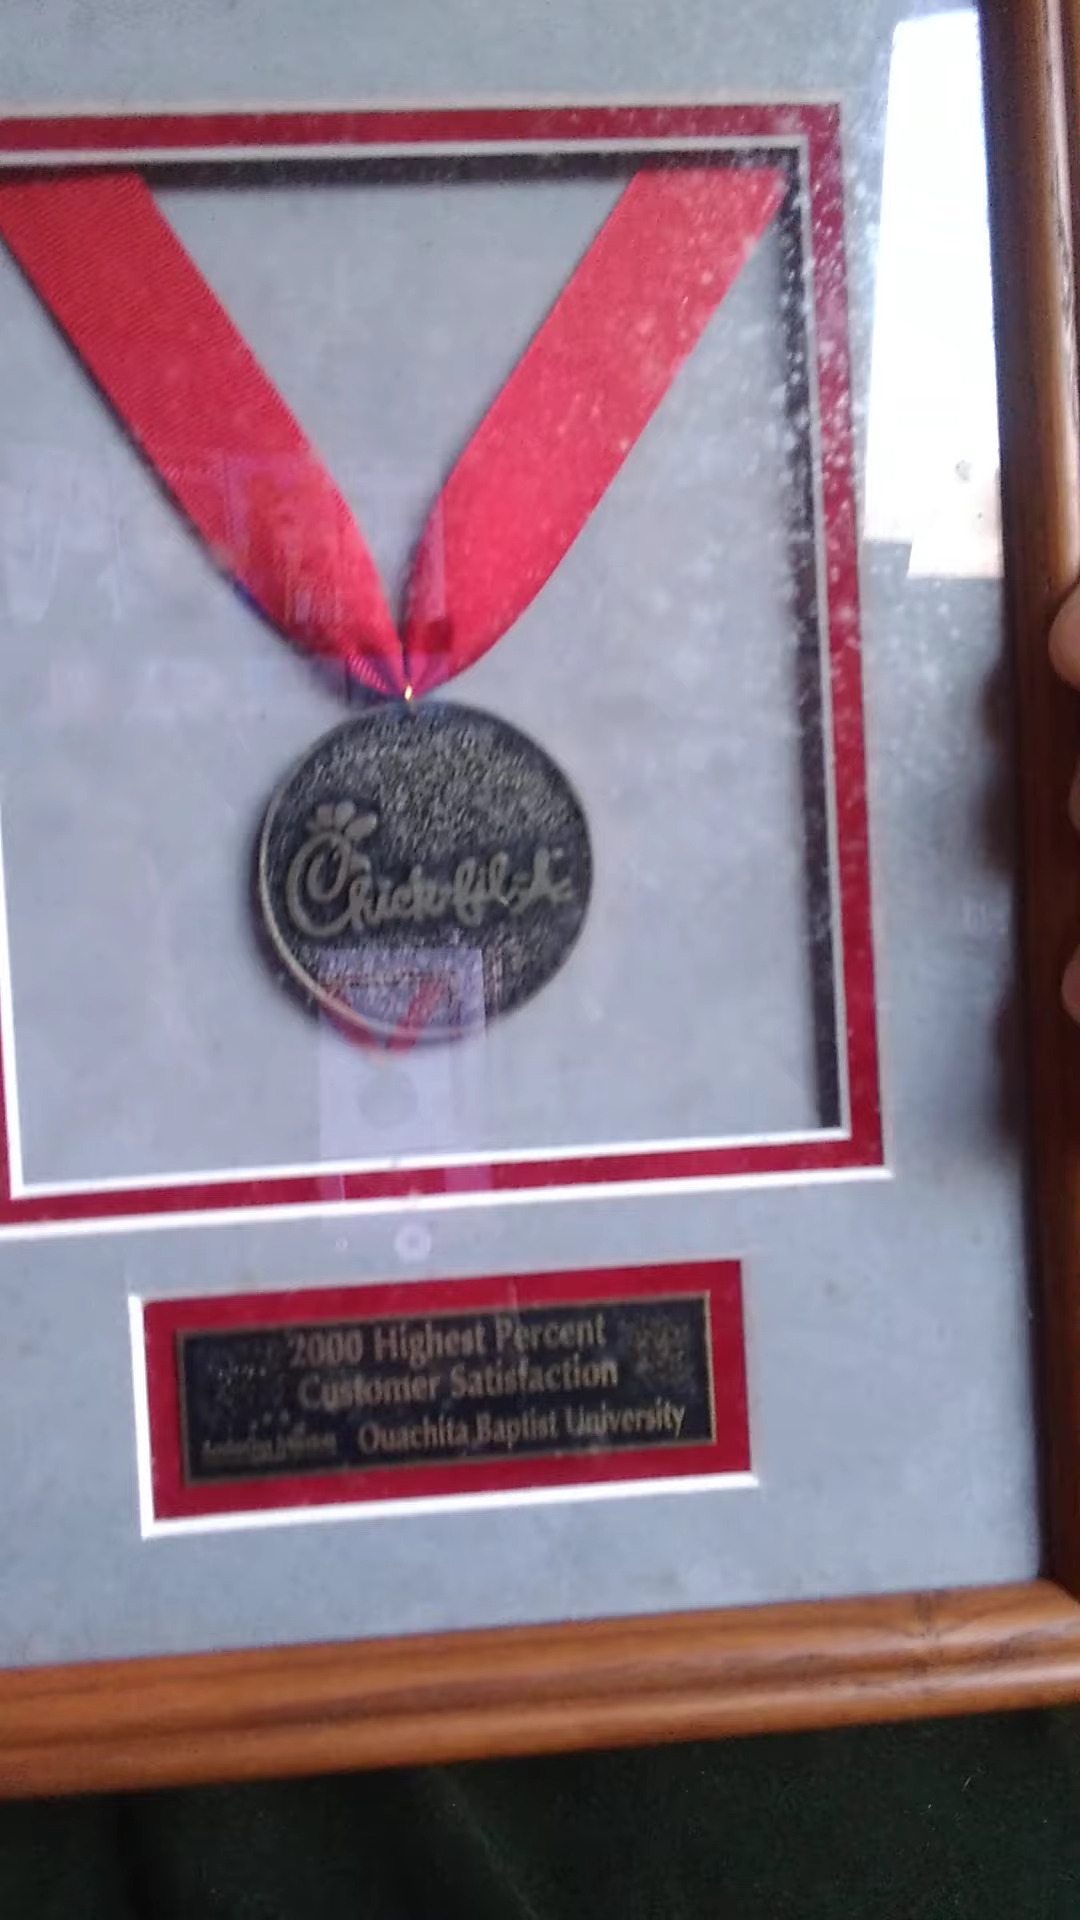 Chick-fil-A
2000 Highest Percent
Customer Satisfaction
Ouachita Baptist University